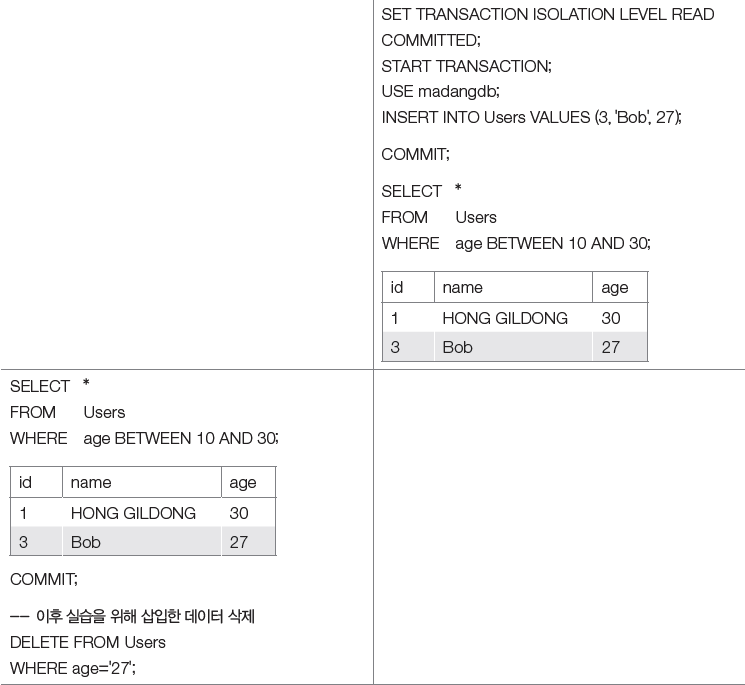 SET TRANSACTION ISOLATION LEVEL READ
COMMITTED;
START TRANSACTION;
USE madangdb;
INSERT INTO Users VALUES (3, 'Bob', 27);
COMMIT;
SELECT *
FROM Users
WHERE age BETWEEN 10 AND 30;
id name age
1 HONG GILDONG 30
3 Bob 27
SELECT *
FROM Users
WHERE age BETWEEN 10 AND 30;
id name age
1 HONG GILDONG 30
3 Bob 27
COMMIT;
-- 이후 실습을 위해 삽입한 데이터 삭제
DELETE FROM Users
WHERE age='27';